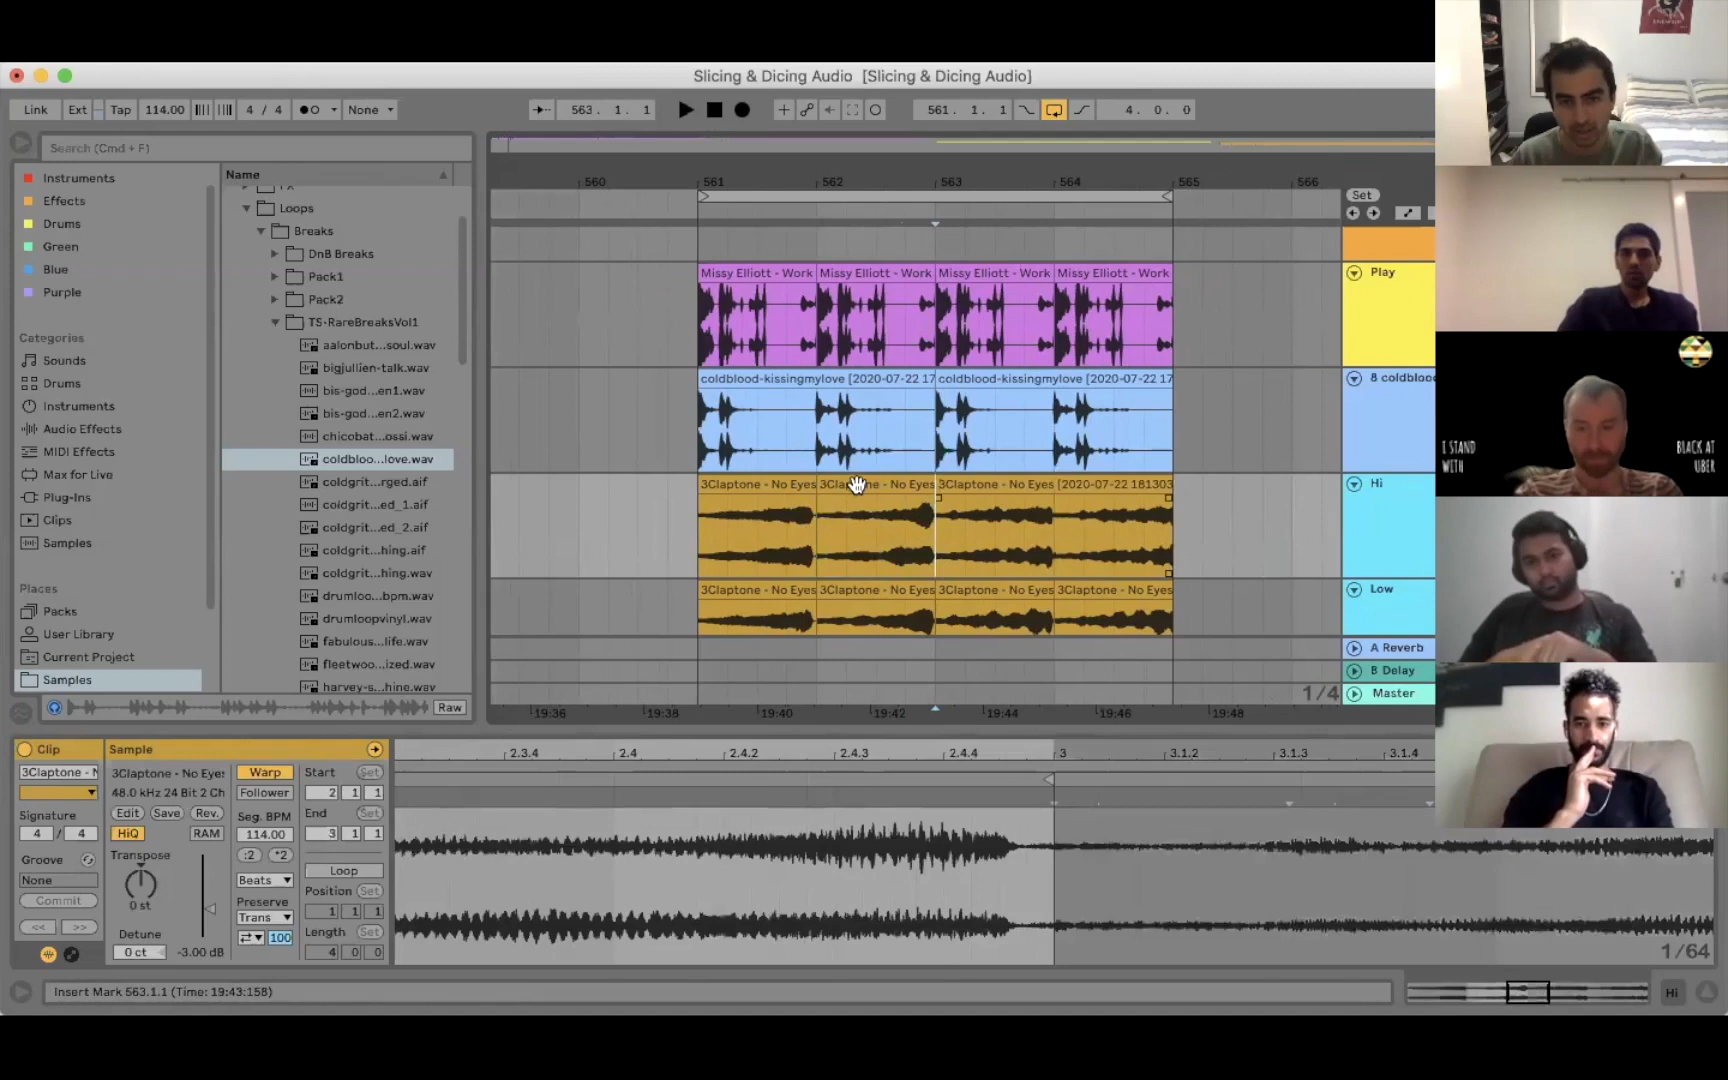 Slicing & Dicing Audio [Slicing & Dicing Audio]
Link Ext Tap 114.00 4 / 4 None 563. 1. 1 561. 1. 1 4. 0. 0
Search (Cmd + F)
Instruments
Effects
Drums
Green
Blue
Purple
Categories
Sounds
Drums
Instruments
Audio Effects
MIDI Effects
Max for Live
Plug-Ins
Clips
Samples
Places
Packs
User Library
Current Project
Samples
Name
Loops
Breaks
DnB Breaks
Pack1
Pack2
TS-RareBreaksVol1
aalonbut...soul.wav
bigjullien-talk.wav
bis-god...en1.wav
bis-god...en2.wav
chicobat...ossi.wav
coldbloo...love.wav
coldgrit...rged.aif
coldgrit...ed_1.aif
coldgrit...ed_2.aif
coldgrit...hing.aif
coldgrit...hing.wav
drumloo...bpm.wav
drumloopvinyl.wav
fabulous...life.wav
fleetwoo...ized.wav
harvey-s...hine.wav
Raw
560 561 562 563 564 565 566
Set
Missy Elliott - Work Missy Elliott - Work Missy Elliott - Work Missy Elliott - Work
Play
coldblood-kissingmylove [2020-07-22 17 coldblood-kissingmylove [2020-07-22 17
8 coldblood
3Claptone - No Eyes 3Claptone - No Eyes 3Claptone - No Eyes [2020-07-22 181303
Hi
3Claptone - No Eyes 3Claptone - No Eyes 3Claptone - No Eyes 3Claptone - No Eyes
Low
A Reverb
B Delay
1/4 Master
19:36 19:38 19:40 19:42 19:44 19:46 19:48
I STAND WITH
BLACK AT UBER
Clip
3Claptone - N
Signature
4 / 4
Groove
None
Commit
<< >>
Sample
3Claptone - No Eyes
48.0 kHz 24 Bit 2 Ch
Edit Save Rev.
HiQ RAM
Transpose
0 st
Detune
0 ct -3.00 dB
Warp
Follower
Seg. BPM
114.00
:2 *2
Beats
Preserve
Trans
100
Start Set
2 1 1
End Set
3 1 1
Loop
Position Set
1 1 1
Length Set
4 0 0
2.3.4 2.4 2.4.2 2.4.3 2.4.4 3 3.1.2 3.1.3 3.1.4
1/64
Insert Mark 563.1.1 (Time: 19:43:158)
Hi